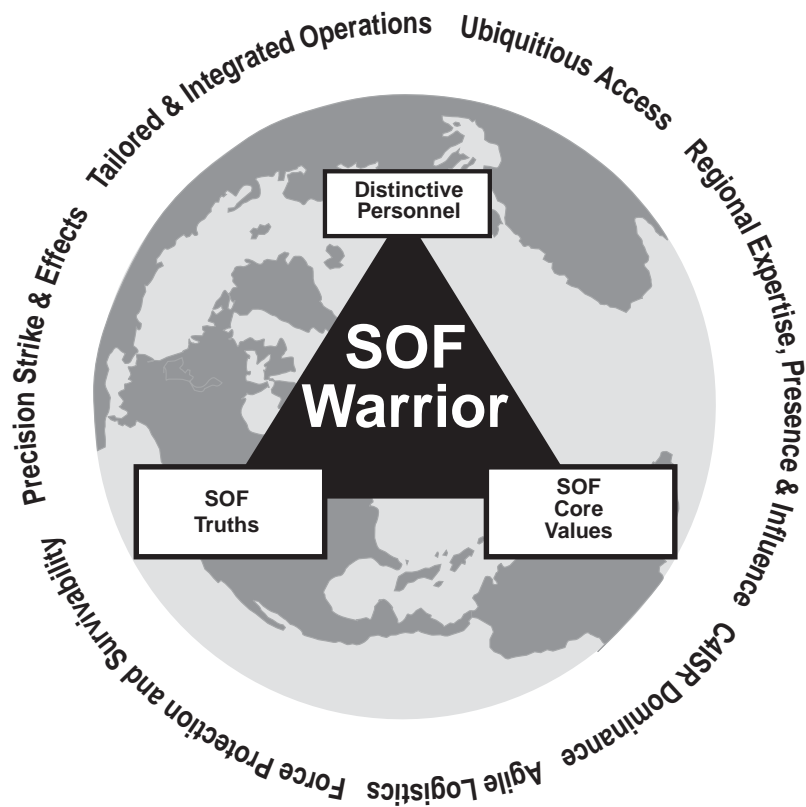 Tailored & Integrated Operations
Ubiquitious Access
Regional Expertise, Presence & Influence
C4ISR Dominance
Agile Logistics
Force Protection and Survivability
Precision Strike & Effects
Distinctive
Personnel
SOF
Warrior
SOF
Truths
SOF
Core
Values